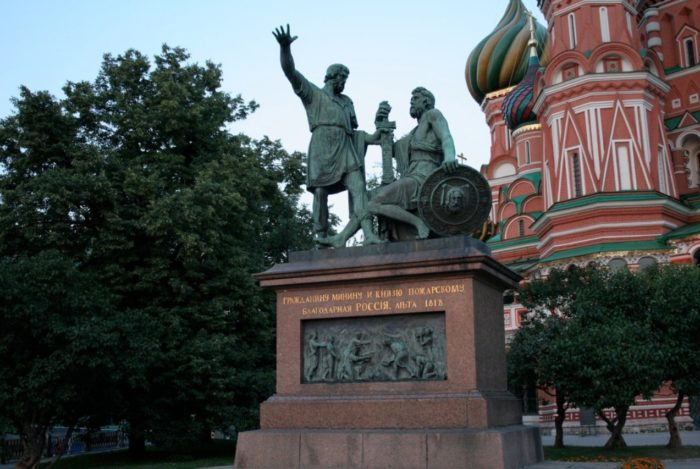 ГРАЖДАНИНУ МИНИНУ И КНЯЗЮ ПОЖАРСКОМУ
БЛАГОДАРНАЯ РОССІЯ. ЛѢТА 1818